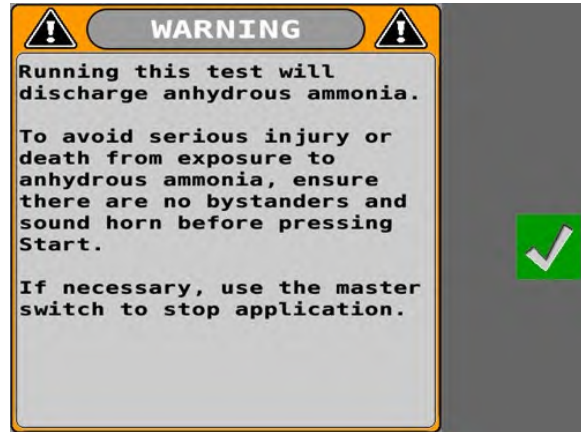 WARNING
Running this test will
discharge anhydrous ammonia.
To avoid serious injury or
death from exposure to
anhydrous ammonia, ensure
there are no bystanders and
sound horn before pressing
Start.
If necessary, use the master
switch to stop application.